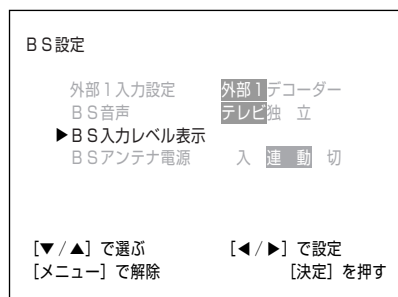 ＢＳ設定
外部１入力設定　外部１デコーダー
ＢＳ音声　テレビ独　立
▶ＢＳ入力レベル表示
ＢＳアンテナ電源　入　連　動　切
［▼/▲］で選ぶ　［◀/▶］で設定
［メニュー］で解除　［決定］を押す